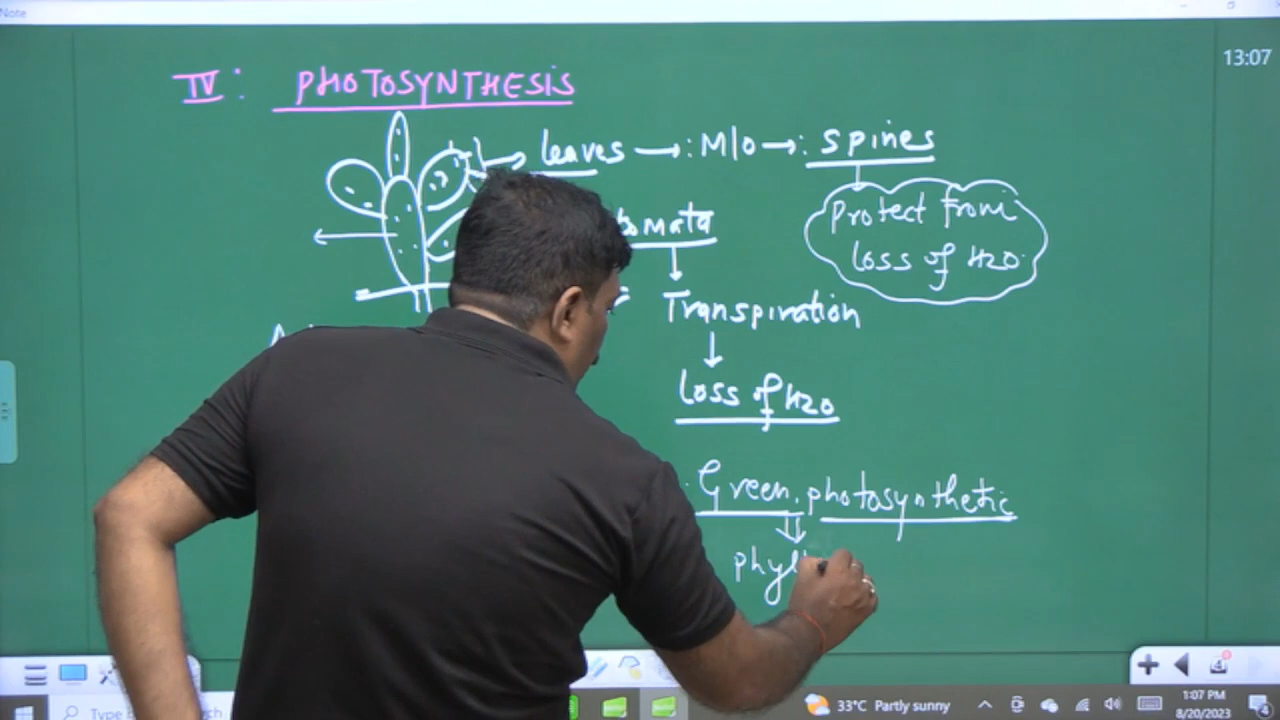 Note
13:07
IV : PHOTOSYNTHESIS
leaves → : M/O → : spines
Protect from
loss of H2O
Transpiration
Loss of H2O
Green, photosynthetic
33°C Partly sunny
1:07 PM
8/20/2023